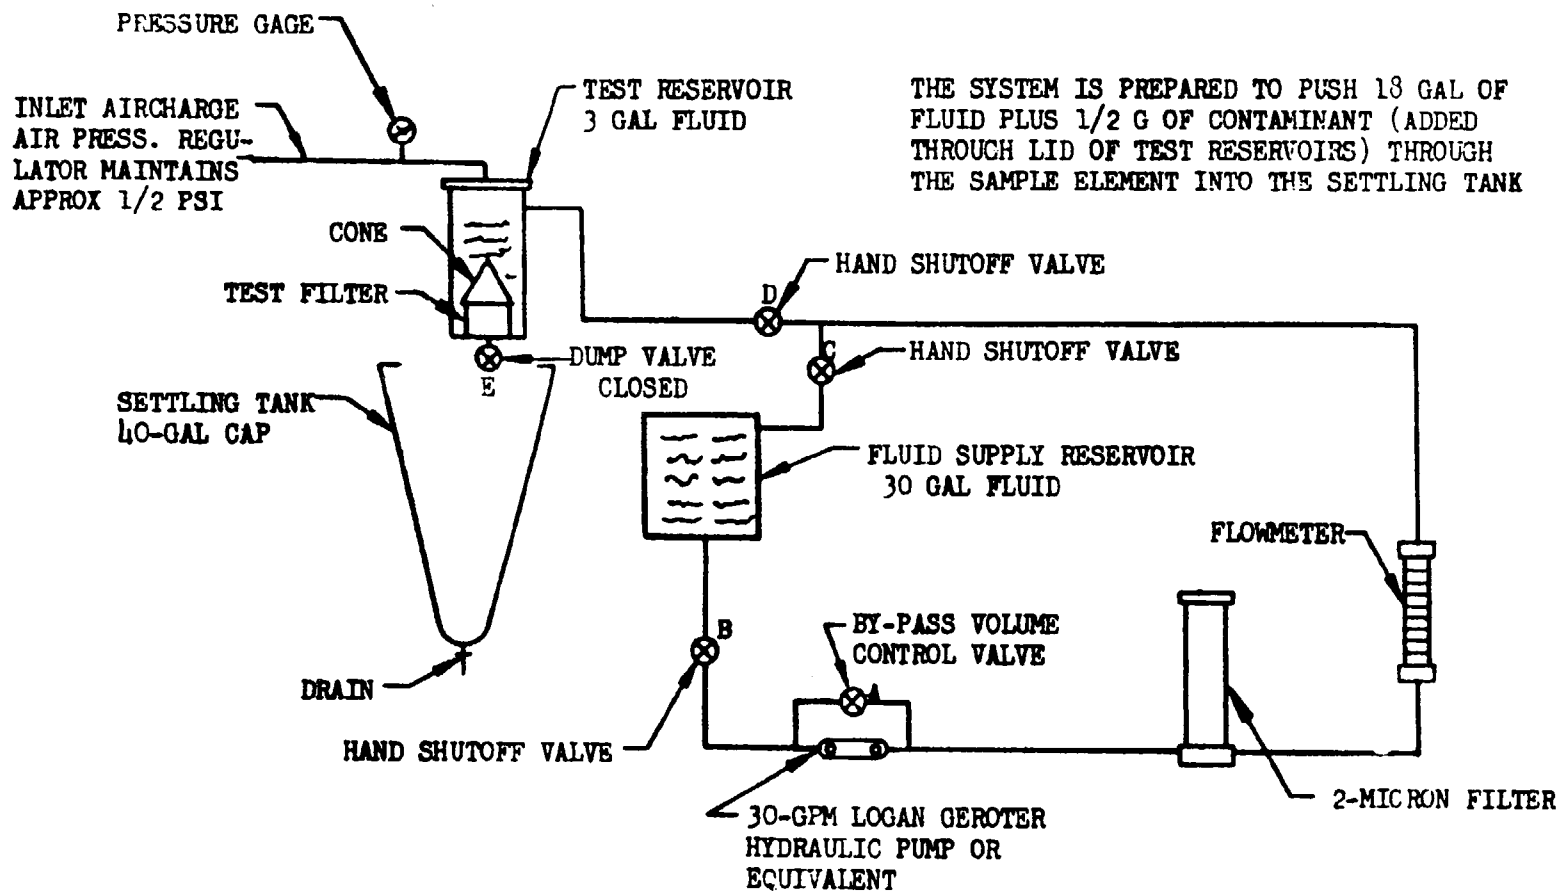 PRESSURE GAGE
INLET AIRCHARGE
AIR PRESS. REGU-
LATOR MAINTAINS
APPROX 1/2 PSI
TEST RESERVOIR
3 GAL FLUID
THE SYSTEM IS PREPARED TO PUSH 18 GAL OF
FLUID PLUS 1/2 G OF CONTAMINANT (ADDED
THROUCH LID OF TEST RESERVOIRS) THROUGH
THE SAMPLE ELEMENT INTO THE SETTLING TANK
CONE
TEST FILTER
HAND SHUTOFF VALVE
D
C
HAND SHUTOFF VALVE
DUMP VALVE
CLOSED
E
SETTLING TANK
40-GAL CAP
FLUID SUPPLY RESERVOIR
30 GAL FLUID
FLOWMETER
B
BY-PASS VOLUME
CONTROL VALVE
A
DRAIN
HAND SHUTOFF VALVE
2-MICRON FILTER
30-GPM LOGAN GEROTER
HYDRAULIC PUMP OR
EQUIVALENT